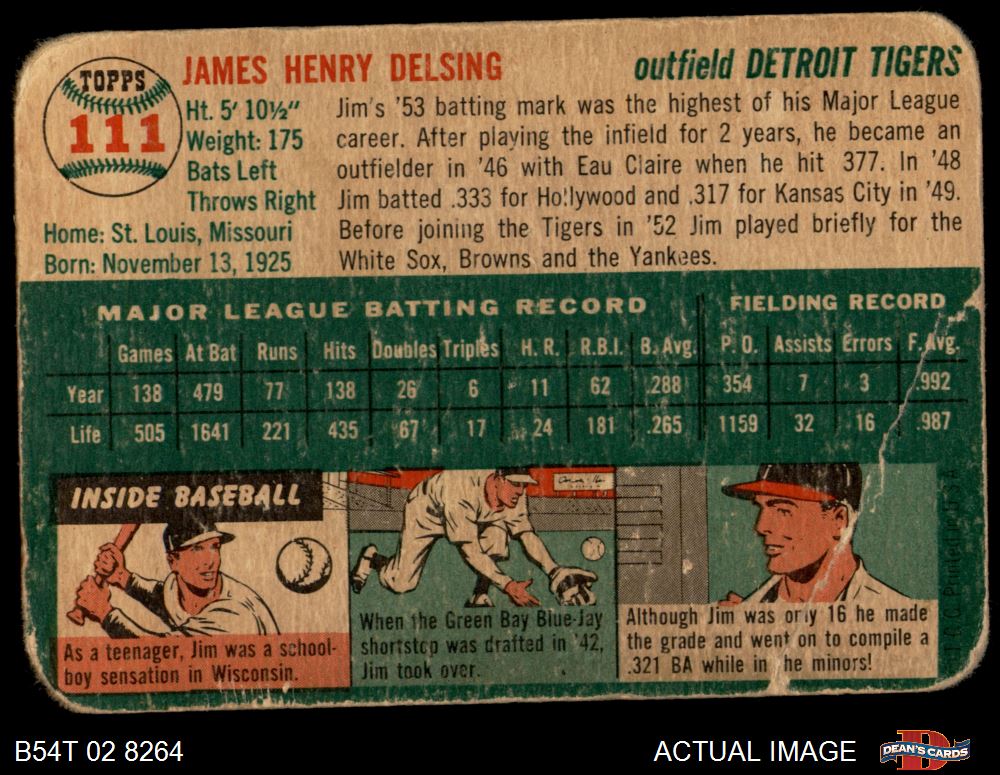 TOPPS
111
JAMES HENRY DELSING
outfield DETROIT TIGERS
Ht. 5' 10½"
Weight: 175
Bats Left
Throws Right
Home: St. Louis, Missouri
Born: November 13, 1925
Jim's '53 batting mark was the highest of his Major League
career. After playing the infield for 2 years, he became an
outfielder in '46 with Eau Claire when he hit 377. In '48
Jim batted .333 for Hollywood and .317 for Kansas City in '49.
Before joining the Tigers in '52 Jim played briefly for the
White Sox, Browns and the Yankees.
MAJOR LEAGUE BATTING RECORD FIELDING RECORD
Games At Bat Runs Hits Doubles Triples H. R. R.B.I. B. Avg. P. O. Assists Errors F. Avg.
Year 138 479 77 138 26 6 11 62 .288 354 7 3 .992
Life 505 1641 221 435 67 17 24 181 .265 1159 32 16 .987
INSIDE BASEBALL
As a teenager, Jim was a school-
boy sensation in Wisconsin.
When the Green Bay Blue-Jay
shortstop was drafted in '42,
Jim took over.
Although Jim was only 16 he made
the grade and went on to compile a
.321 BA while in he minors!
B54T 02 8264
ACTUAL IMAGE
DEAN'S CARDS